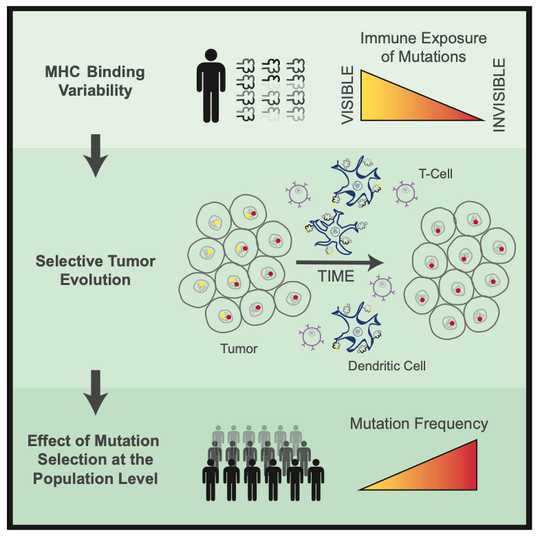 MHC Binding
Variability
Immune Exposure
of Mutations
VISIBLE
INVISIBLE
Selective Tumor
Evolution
T-Cell
TIME
Tumor
Dendritic Cell
Effect of Mutation
Selection at the
Population Level
Mutation Frequency